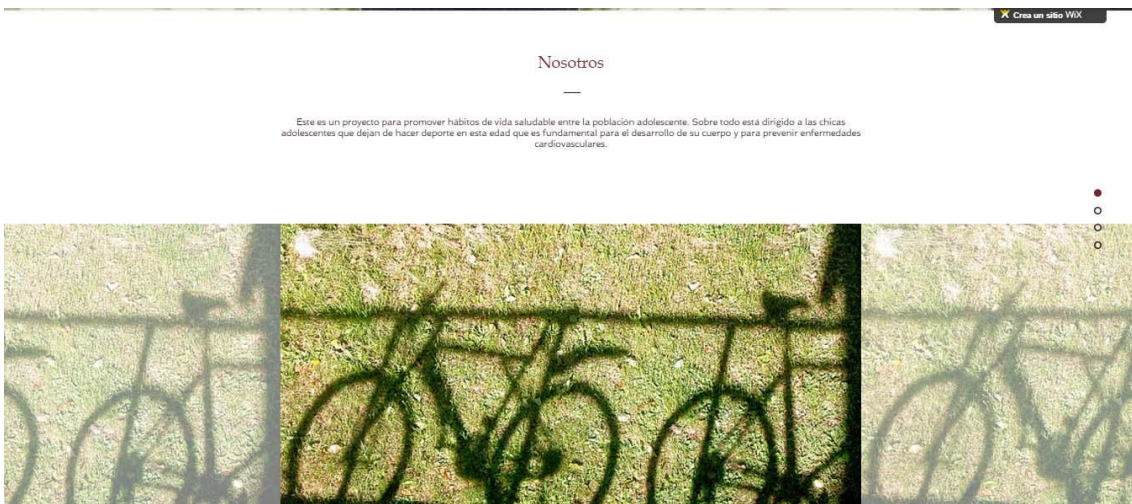 Crea un sitio WiX
Nosotros
Este es un proyecto para promover hábitos de vida saludable entre la población adolescente. Sobre todo está dirigido a las chicas
adolescentes que dejan de hacer deporte en esta edad que es fundamental para el desarrollo de su cuerpo y para prevenir enfermedades
cardiovasculares.